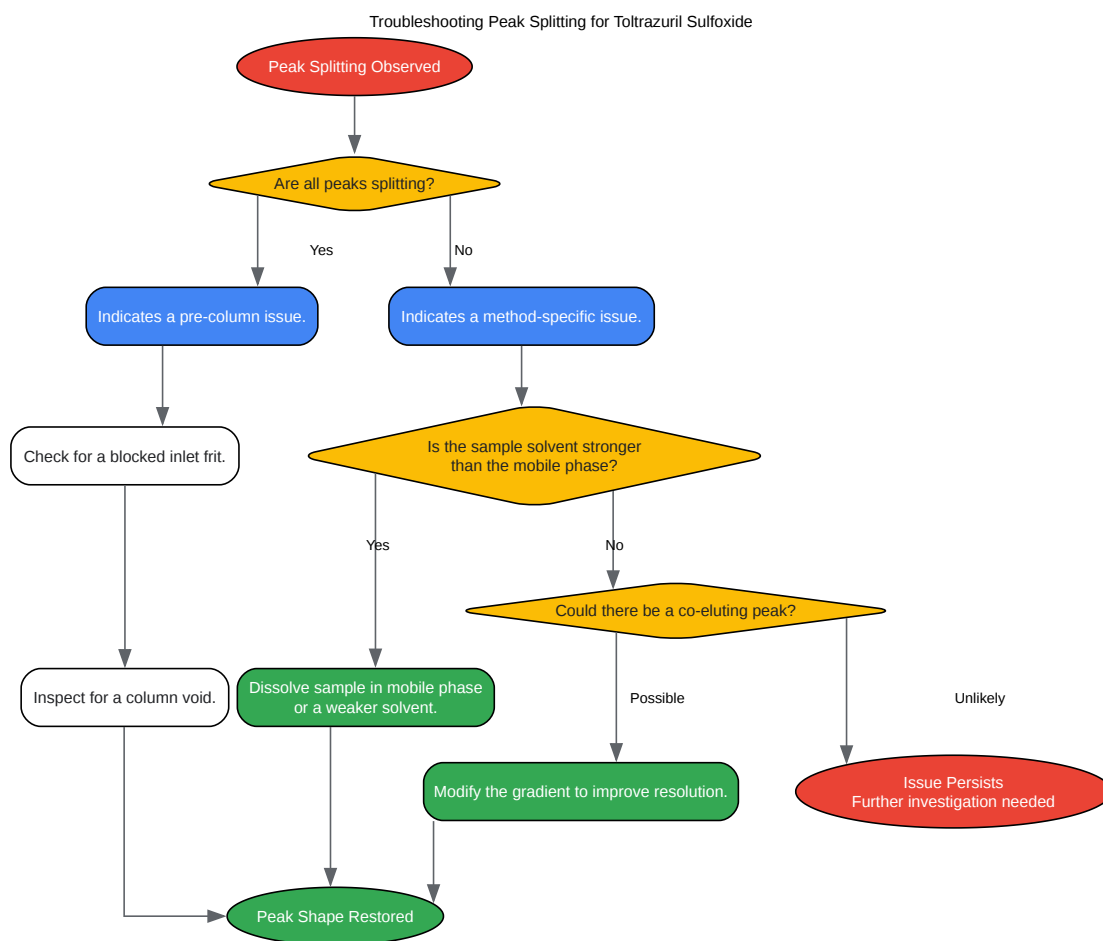 Troubleshooting Peak Splitting for Toltrazuril Sulfoxide
Peak Splitting Observed
Are all peaks splitting?
Yes
No
Indicates a pre-column issue.
Indicates a method-specific issue.
Check for a blocked inlet frit.
Is the sample solvent stronger
than the mobile phase?
Yes
No
Could there be a co-eluting peak?
Inspect for a column void.
Dissolve sample in mobile phase
or a weaker solvent.
Possible
Unlikely
Modify the gradient to improve resolution.
Issue Persists
Further investigation needed
Peak Shape Restored